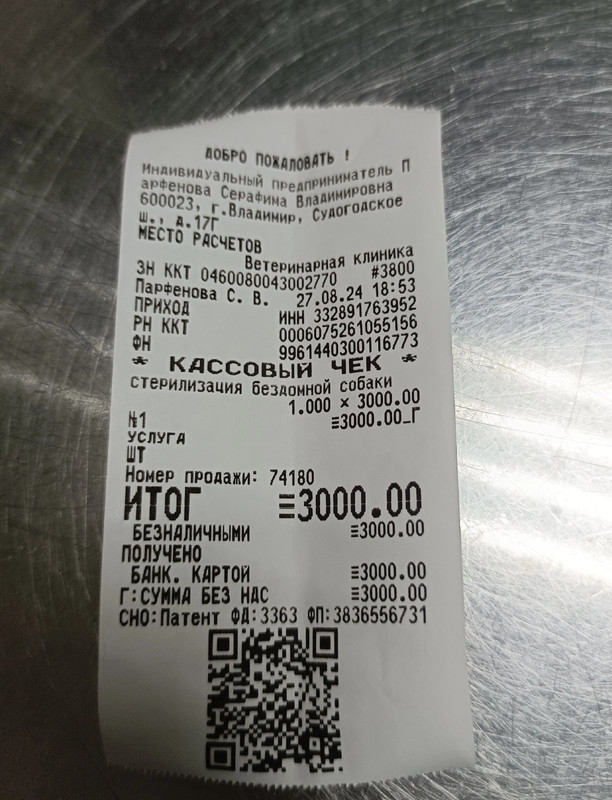 ДОБРО ПОЖАЛОВАТЬ !
Индивидуальный предприниматель П
арфенова Серафима Владимировна
600023, г.Владимир, Судогодское
ш., д.17Г
МЕСТО РАСЧЕТОВ
Ветеринарная клиника
ЗН ККТ 0460080043002770 #3800
Парфенова С. В. 27.08.24 18:53
ПРИХОД ИНН 332891763952
РН ККТ 0006075261055156
ФН 9961440300116773
* КАССОВЫЙ ЧЕК *
стерилизация бездомной собаки
1.000 × 3000.00
№1 ≡3000.00_Г
УСЛУГА
ШТ
Номер продажи: 74180
ИТОГ ≡3000.00
БЕЗНАЛИЧНЫМИ ≡3000.00
ПОЛУЧЕНО
БАНК. КАРТОЙ ≡3000.00
Г:СУММА БЕЗ НДС ≡3000.00
СНО:Патент ФД:3363 ФП:3836556731